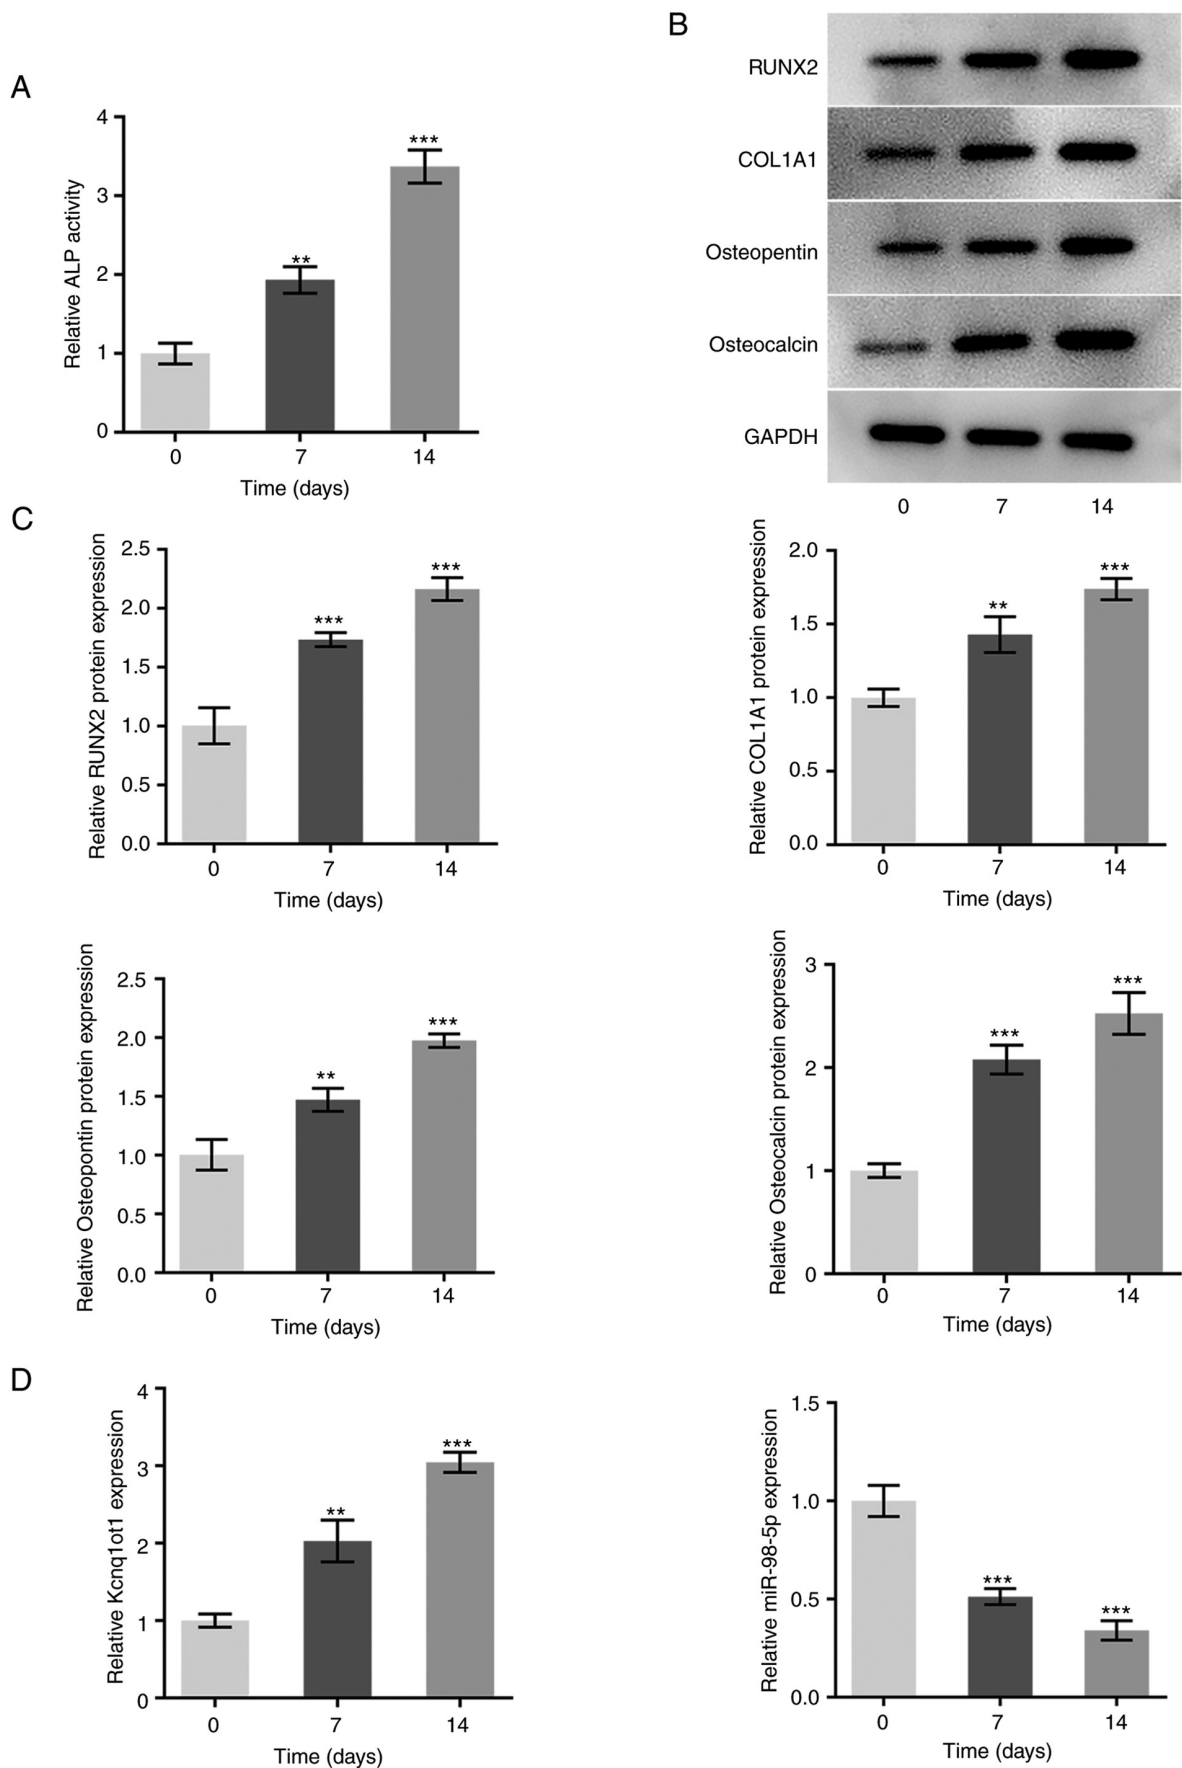 A
Relative ALP activity
4
3
2
1
0
**
***
0 7 14
Time (days)
B
RUNX2
COL1A1
Osteopentin
Osteocalcin
GAPDH
0 7 14
C
Relative RUNX2 protein expression
2.5
2.0
1.5
1.0
0.5
0.0
***
***
0 7 14
Time (days)
Relative COL1A1 protein expression
2.0
1.5
1.0
0.5
0.0
**
***
0 7 14
Time (days)
Relative Osteopontin protein expression
2.5
2.0
1.5
1.0
0.5
0.0
**
***
0 7 14
Time (days)
Relative Osteocalcin protein expression
3
2
1
0
***
***
0 7 14
Time (days)
D
Relative Kcnq1ot1 expression
4
3
2
1
0
**
***
0 7 14
Time (days)
Relative miR-98-5p expression
1.5
1.0
0.5
0.0
***
***
0 7 14
Time (days)